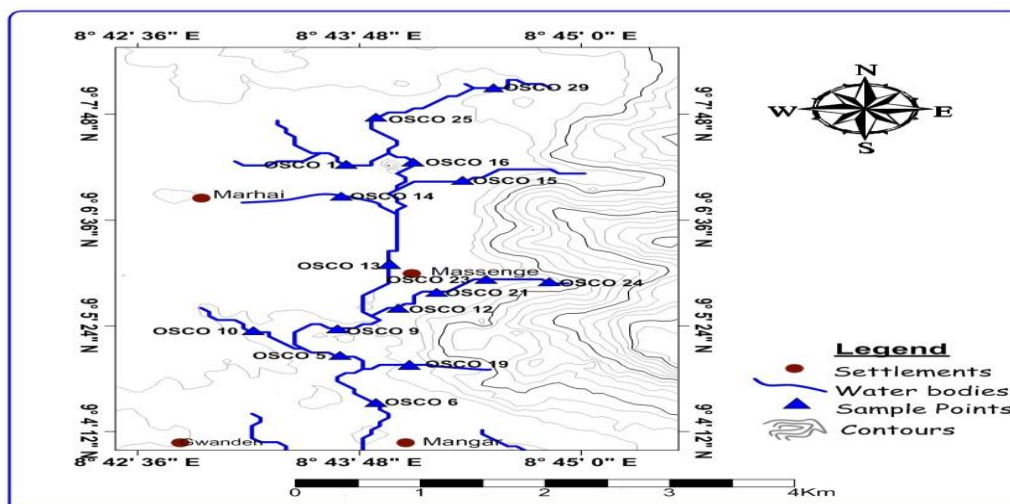 8° 42' 36" E 8° 43' 48" E 8° 45' 0" E
N
W E
S
9° 7' 48" N 9° 7' 48" N
OSCO 29
OSCO 25
OSCO 1 OSCO 16
OSCO 15
Marhai OSCO 14
9° 6' 36" N 9° 6' 36" N
OSCO 13 Massenge
OSCO 23 OSCO 24
OSCO 21
OSCO 12
9° 5' 24" N 9° 5' 24" N
OSCO 10 OSCO 9
OSCO 5 OSCO 19
OSCO 6
9° 4' 12" N 9° 4' 12" N
Gwanden Mangar
8° 42' 36" E 8° 43' 48" E 8° 45' 0" E
Legend
Settlements
Water bodies
Sample Points
Contours
0 1 2 3 4Km